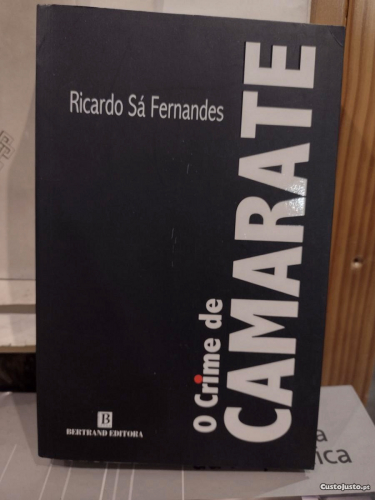 Ricardo Sá Fernandes
O Crime de
CAMARATE
B
BERTRAND EDITORA
CustoJusto.pt